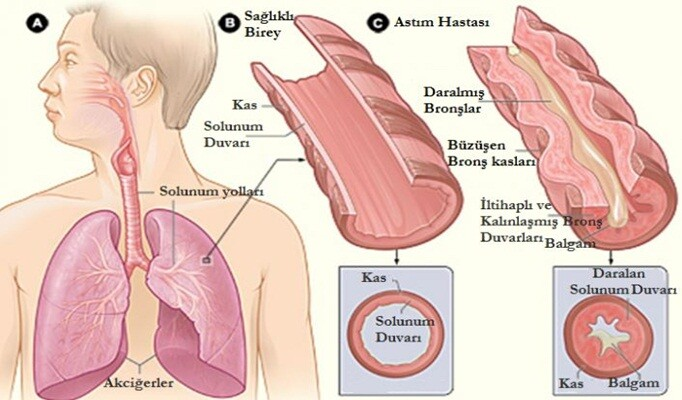 A
Solunum yolları
Akciğerler
B
Sağlıklı
Birey
Kas
Solunum
Duvarı
Kas
Solunum
Duvarı
C
Astım Hastası
Daralmış
Bronşlar
Büzüşen
Bronş kasları
İltihaplı ve
Kalınlaşmış Bronş
Duvarları
Balgam
Daralan
Solunum Duvarı
Kas
Balgam